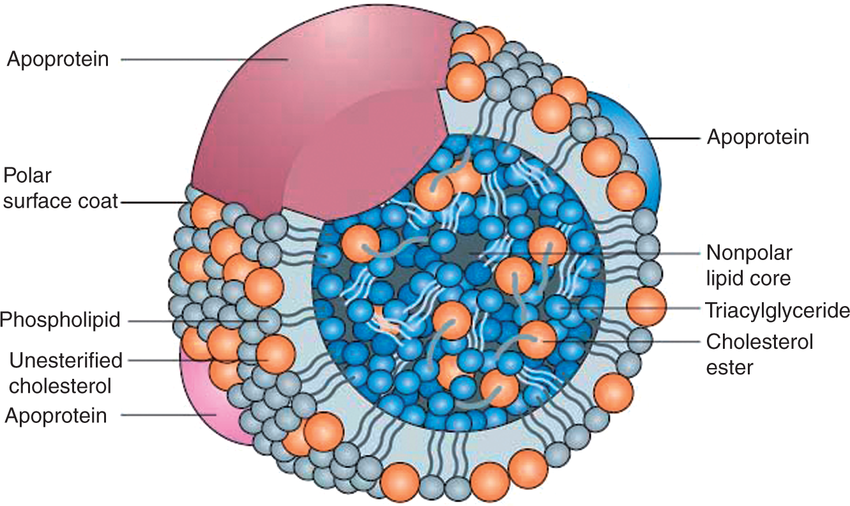 Apoprotein
Polar
surface coat
Phospholipid
Unesterified
cholesterol
Apoprotein
Apoprotein
Nonpolar
lipid core
Triacylglyceride
Cholesterol
ester